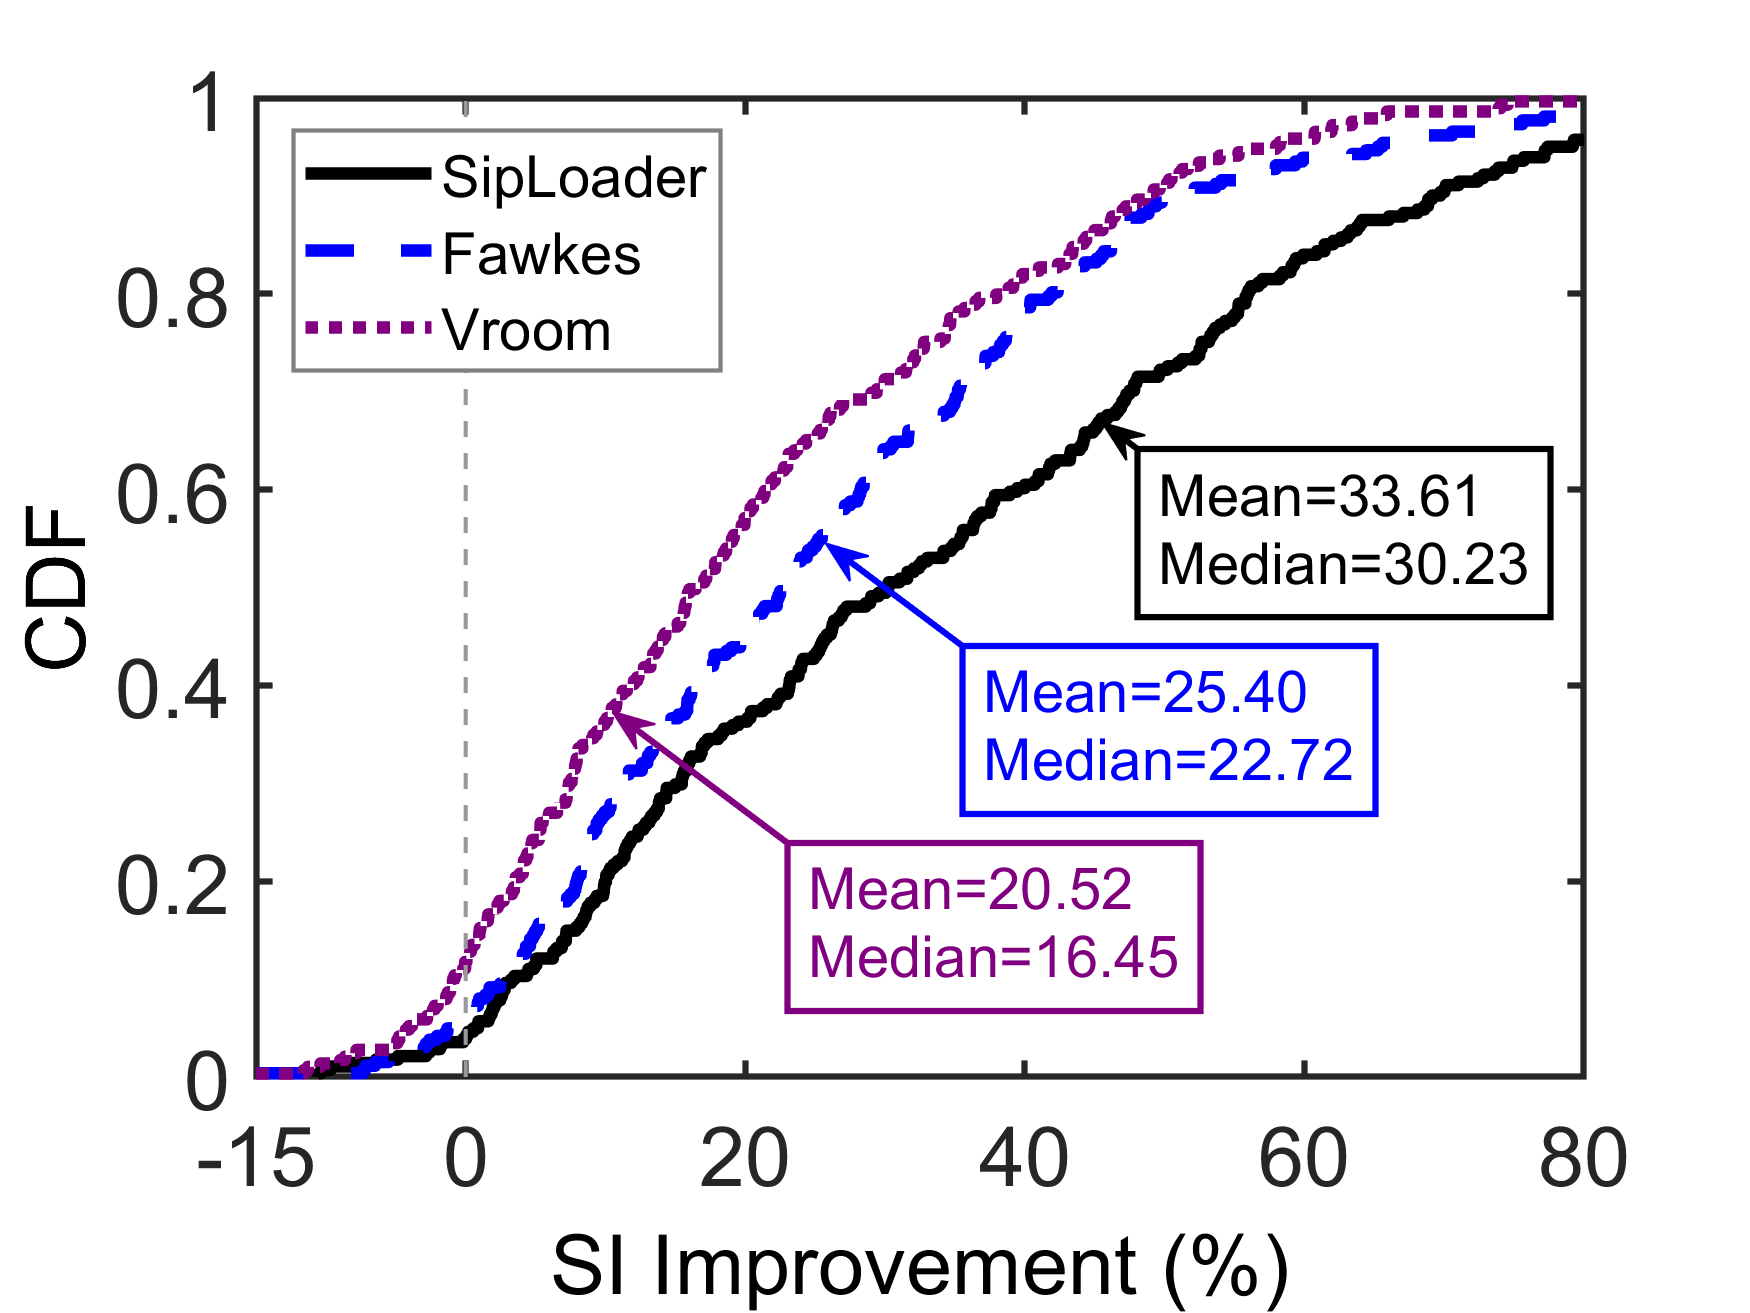 1
0.8
0.6
0.4
0.2
0
CDF
SipLoader
Fawkes
Vroom
Mean=33.61
Median=30.23
Mean=25.40
Median=22.72
Mean=20.52
Median=16.45
-15 0 20 40 60 80
SI Improvement (%)